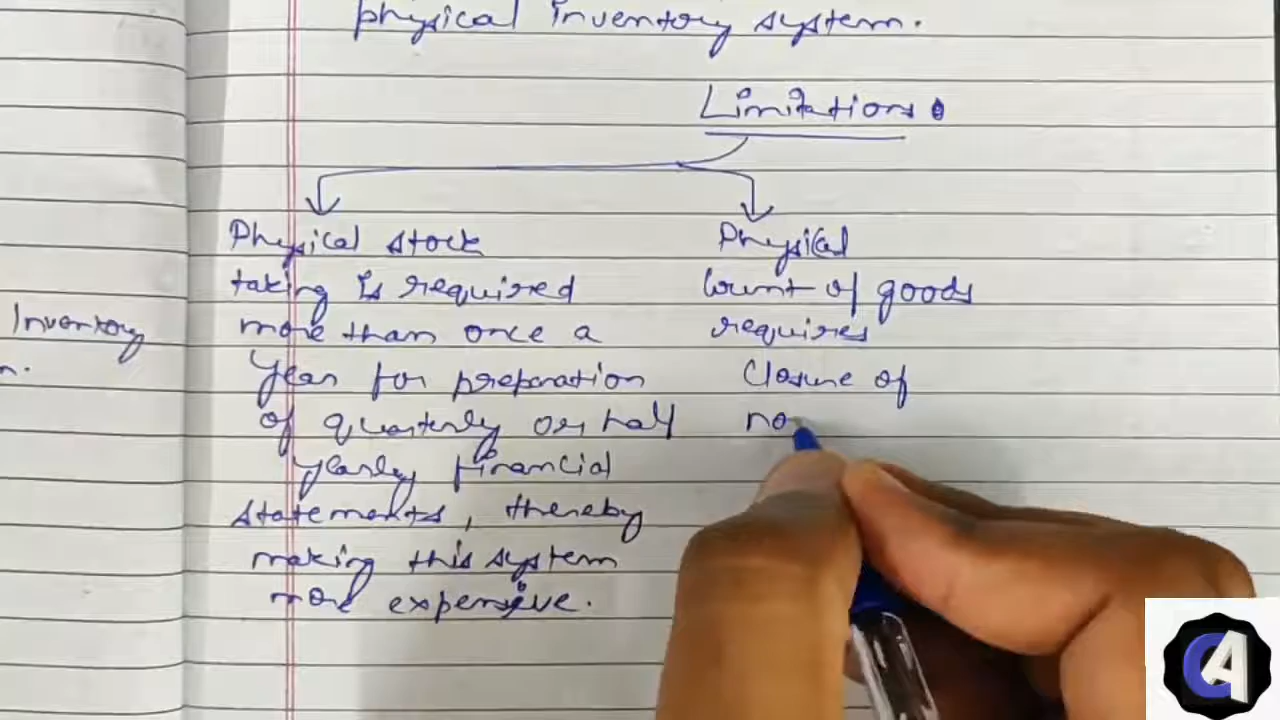 physical inventory system.
Limitations
Physical stock
taking is required
more than once a
Year for preparation
of quarterly or half
yearly financial
statements, thereby
making this system
more expensive.
Physical
Count of goods
requires
Closure of
no
Inventory
CA